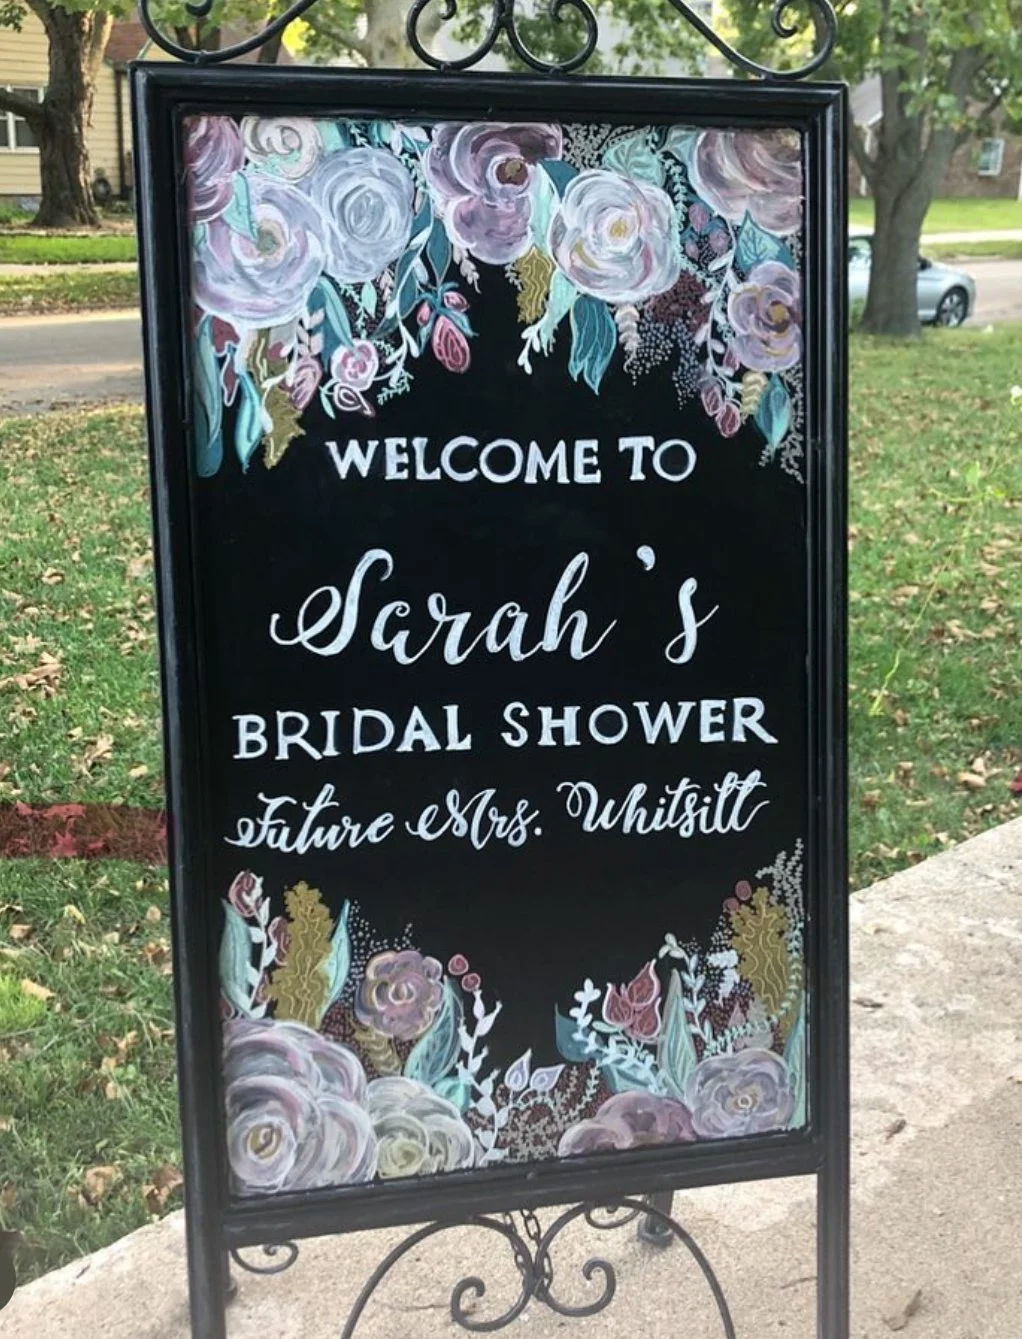 WELCOME TO
Sarah's
BRIDAL SHOWER
Future Mrs. Whitsitt